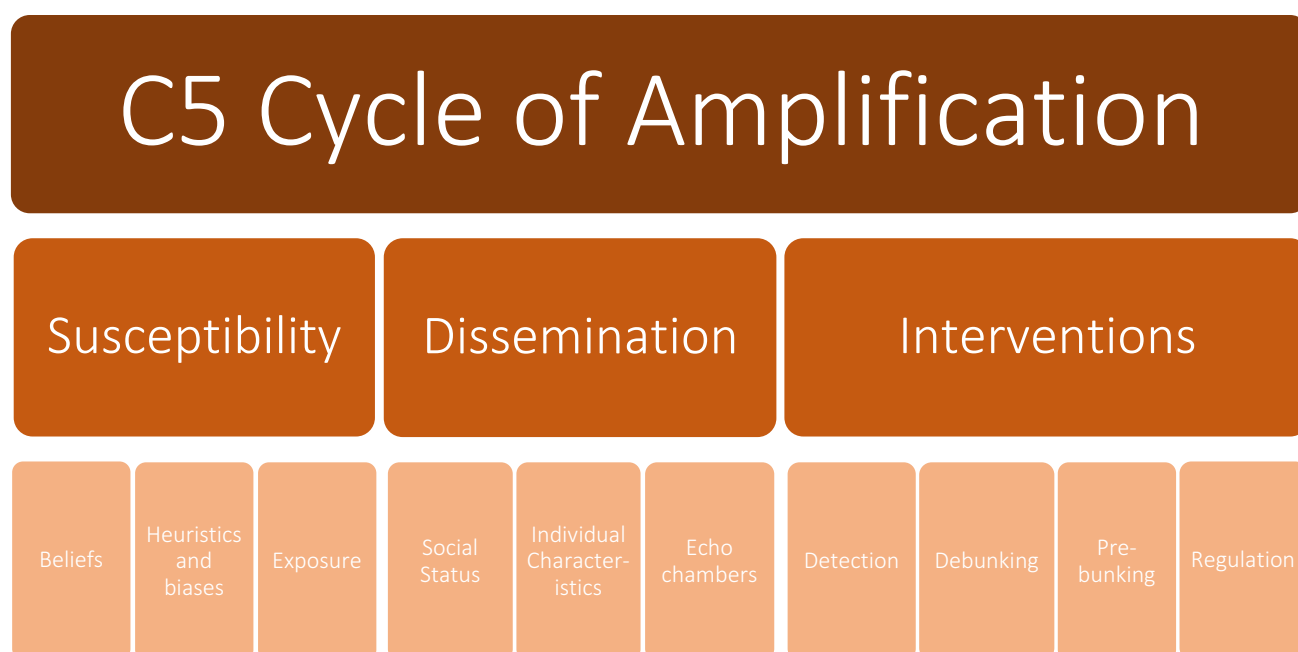 C5 Cycle of Amplification
Susceptibility
Dissemination
Interventions
Beliefs
Heuristics
and
biases
Exposure
Social
Status
Individual
Character-
istics
Echo
chambers
Detection
Debunking
Pre-
bunking
Regulation